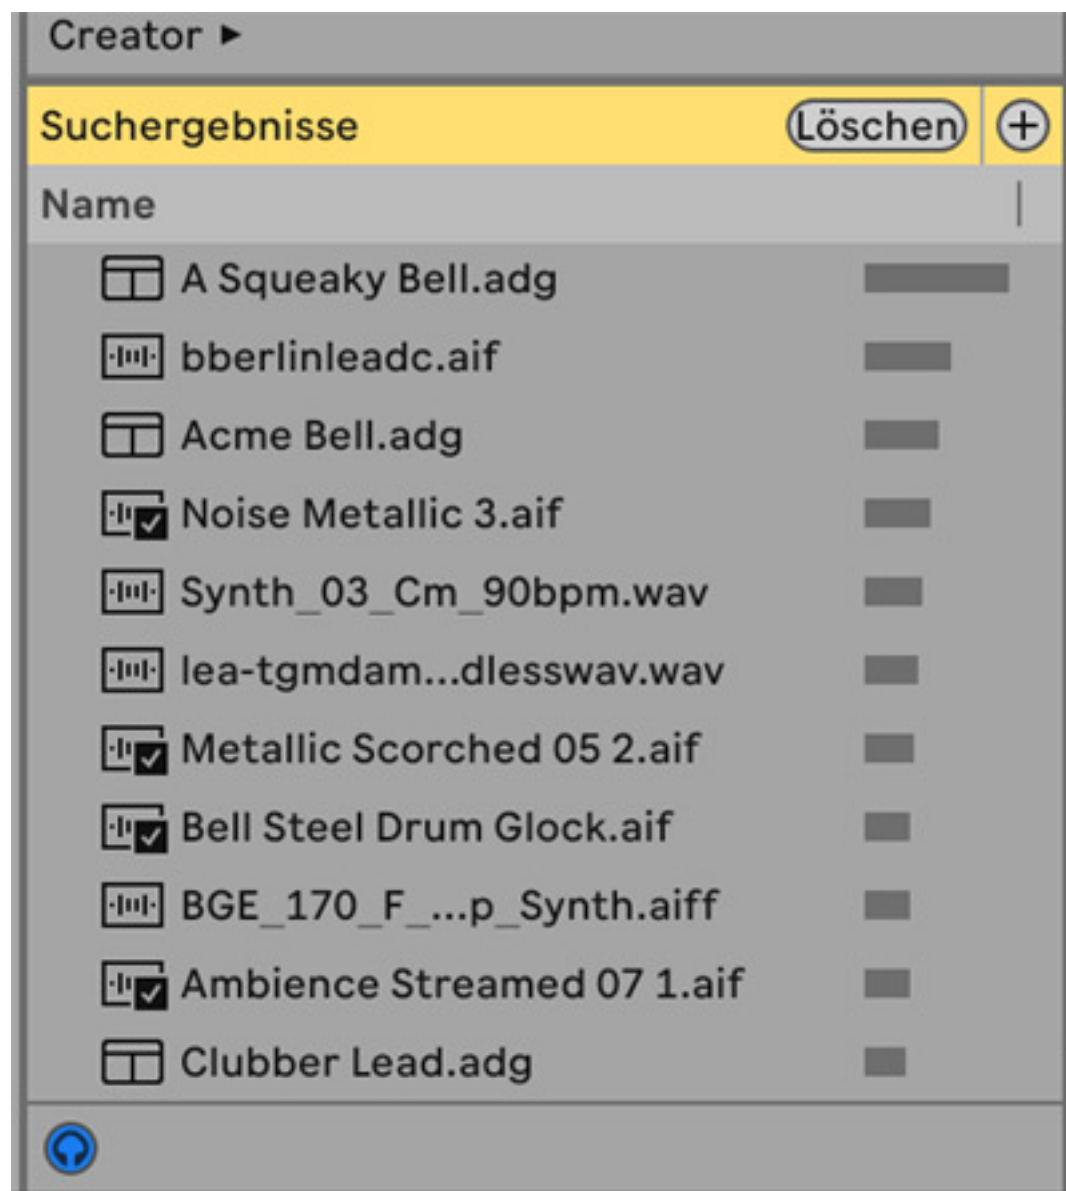 Creator
Suchergebnisse Löschen
Name
A Squeaky Bell.adg
bberlinleadc.aif
Acme Bell.adg
Noise Metallic 3.aif
Synth_03_Cm_90bpm.wav
lea-tgmdam...dlesswav.wav
Metallic Scorched 05 2.aif
Bell Steel Drum Glock.aif
BGE_170_F_...p_Synth.aiff
Ambience Streamed 07 1.aif
Clubber Lead.adg